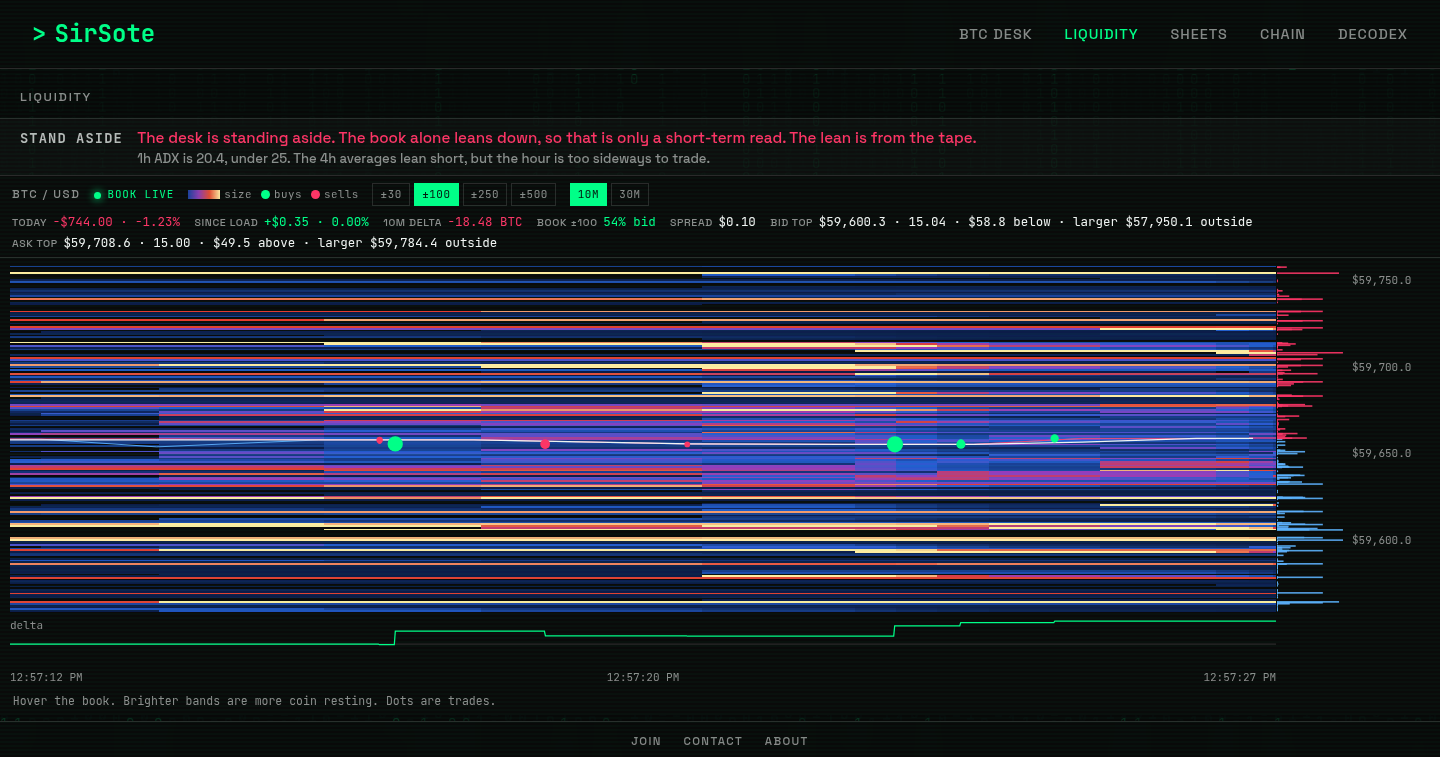 > SirSote
BTC DESK LIQUIDITY SHEETS CHAIN DECODEX
LIQUIDITY
STAND ASIDE The desk is standing aside. The book alone leans down, so that is only a short-term read. The lean is from the tape.
1h ADX is 20.4, under 25. The 4h averages lean short, but the hour is too sideways to trade.
BTC / USD BOOK LIVE size buys sells ±30 ±100 ±250 ±500 10M 30M
TODAY -$744.00 · -1.23% SINCE LOAD +$0.35 · 0.00% 10M DELTA -18.48 BTC BOOK ±100 54% bid SPREAD $0.10 BID TOP $59,600.3 · 15.04 · $58.8 below · larger $57,950.1 outside
ASK TOP $59,708.6 · 15.00 · $49.5 above · larger $59,784.4 outside
$59,750.0
$59,700.0
$59,650.0
$59,600.0
delta
12:57:12 PM 12:57:20 PM 12:57:27 PM
Hover the book. Brighter bands are more coin resting. Dots are trades.
JOIN CONTACT ABOUT